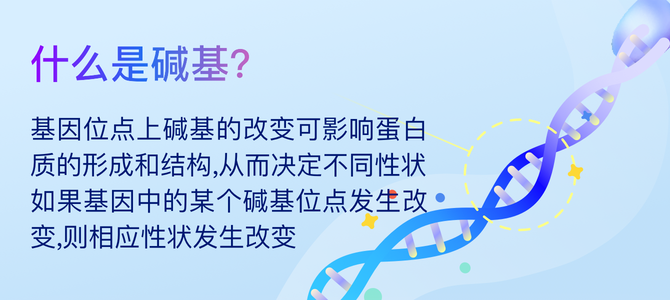 什么是碱基?
基因位点上碱基的改变可影响蛋白
质的形成和结构,从而决定不同性状
如果基因中的某个碱基位点发生改
变,则相应性状发生改变